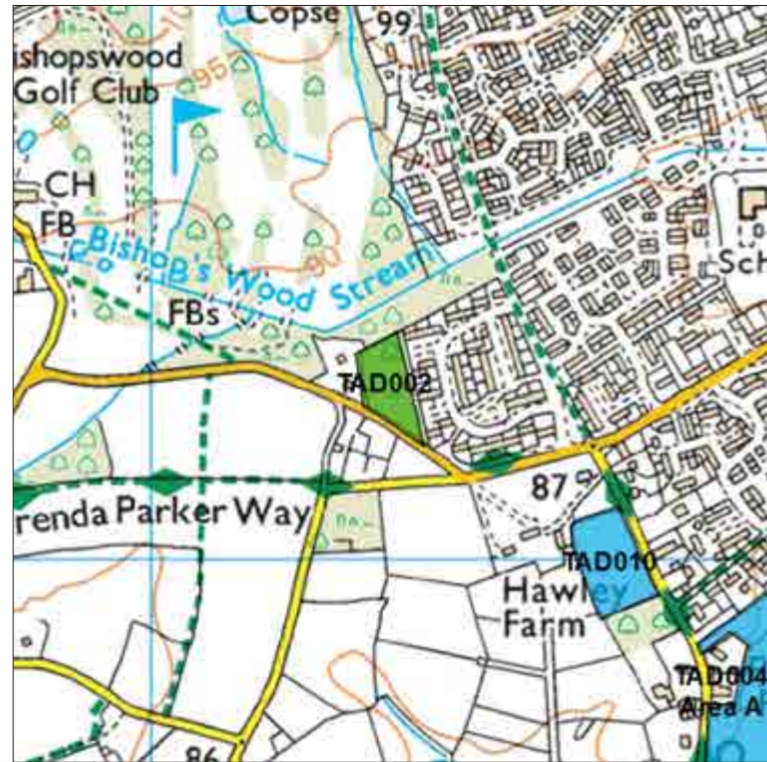 Copse
99
ishopswood
Golf Club
95
CH
FB
90
Bishop's Wood Stream
Sch
FBs
TAD002
87
renda Parker Way
TAD010
Hawley
Farm
TAD004
Area A
86